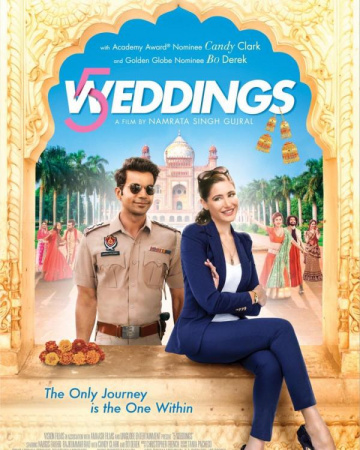 with Academy Award® Nominee Candy Clark
and Golden Globe Nominee Bo Derek
5 WEDDINGS
A FILM BY NAMRATA SINGH GUJRAL
The Only Journey
is the One Within